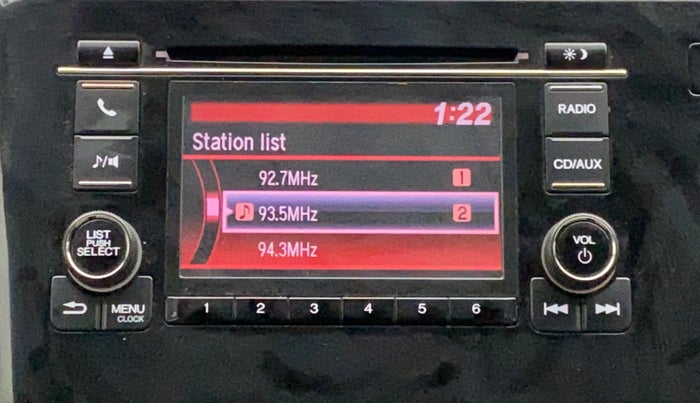 1:22
RADIO
Station list
92.7MHz 1
CD/AUX
93.5MHz 2
LIST
PUSH
SELECT
VOL
94.3MHz
MENU
CLOCK
1 2 3 4 5 6